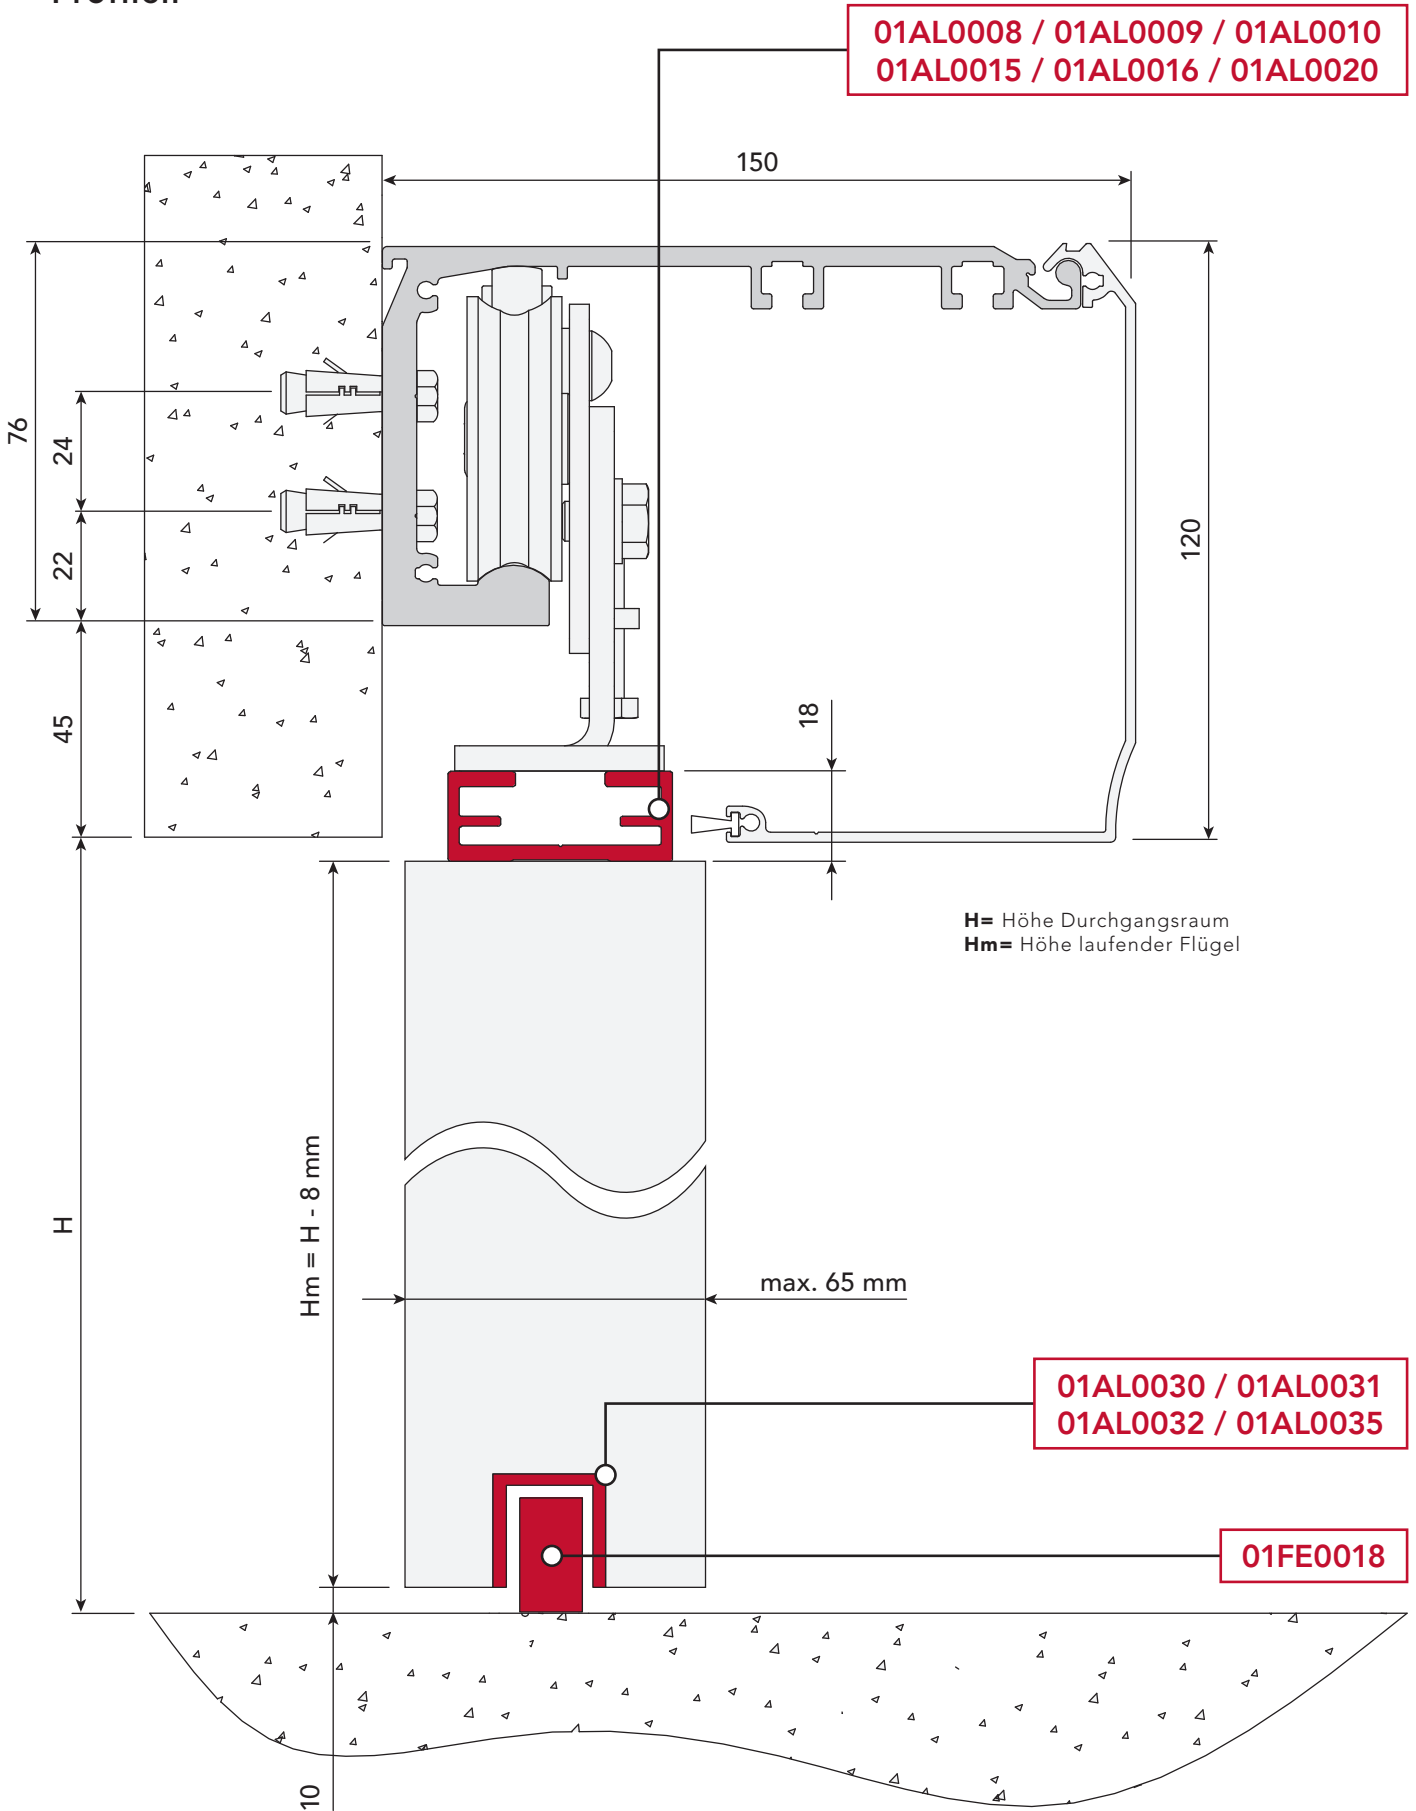 01AL0008 / 01AL0009 / 01AL0010
01AL0015 / 01AL0016 / 01AL0020
150
76
24
22
45
120
18
H= Höhe Durchgangsraum
Hm= Höhe laufender Flügel
H
Hm = H - 8 mm
max. 65 mm
01AL0030 / 01AL0031
01AL0032 / 01AL0035
01FE0018
10